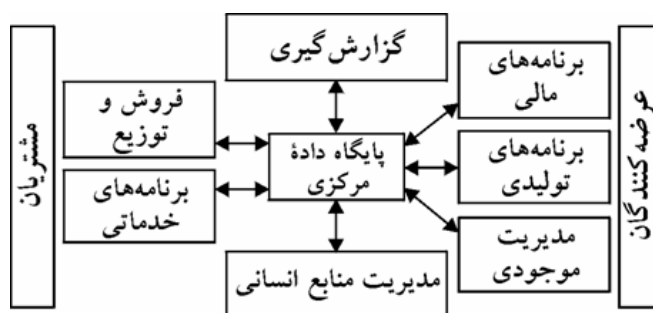 گزارش‌گیری
عرضه‌کنندگان
برنامه‌های
مالی
برنامه‌های
تولیدی
مدیریت
موجودی
پایگاه دادهٔ
مرکزی
فروش و
توزیع
برنامه‌های
خدماتی
مشتریان
مدیریت منابع انسانی